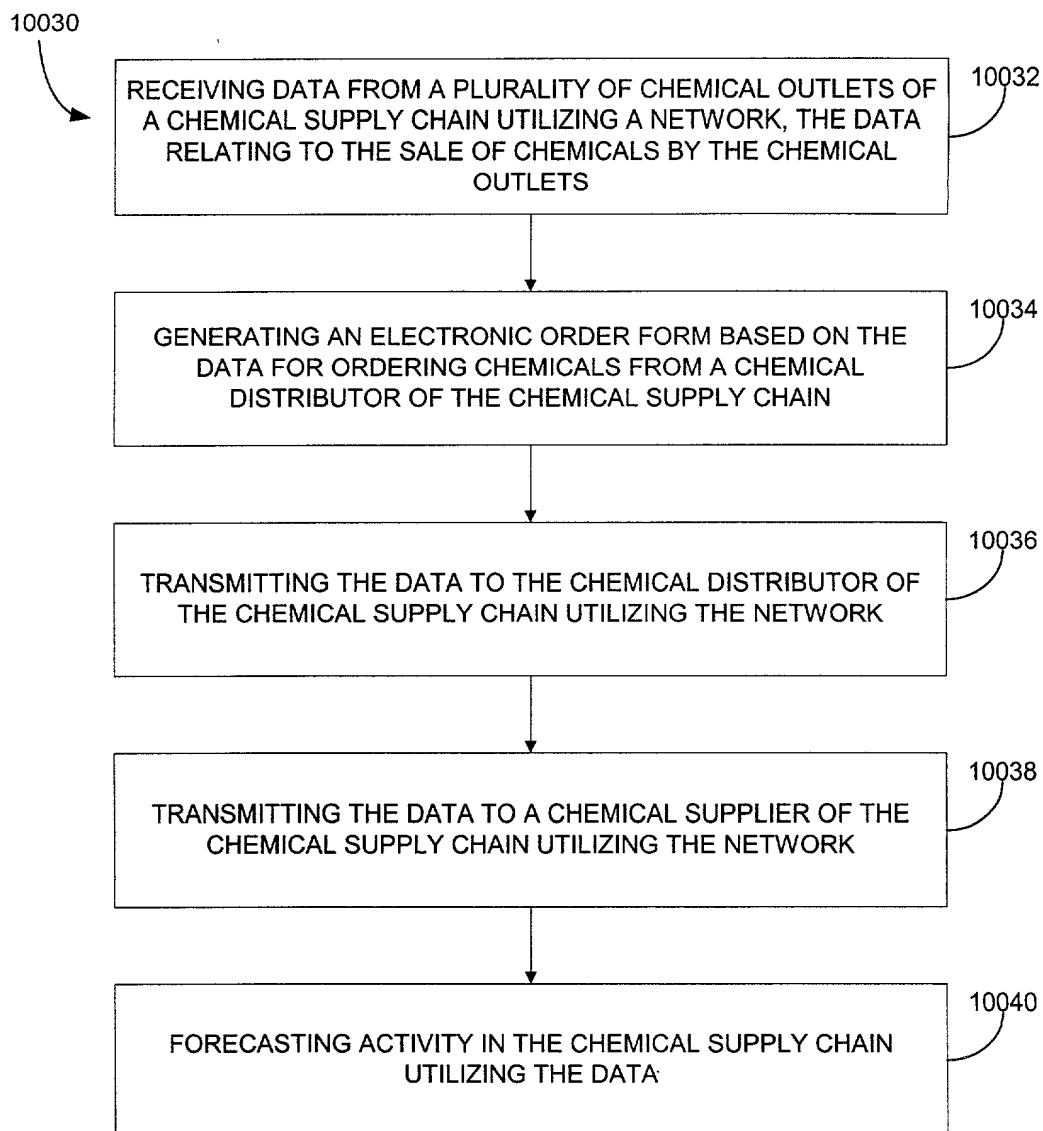 10030
RECEIVING DATA FROM A PLURALITY OF CHEMICAL OUTLETS OF
A CHEMICAL SUPPLY CHAIN UTILIZING A NETWORK, THE DATA
RELATING TO THE SALE OF CHEMICALS BY THE CHEMICAL
OUTLETS
10032
GENERATING AN ELECTRONIC ORDER FORM BASED ON THE
DATA FOR ORDERING CHEMICALS FROM A CHEMICAL
DISTRIBUTOR OF THE CHEMICAL SUPPLY CHAIN
10034
TRANSMITTING THE DATA TO THE CHEMICAL DISTRIBUTOR OF
THE CHEMICAL SUPPLY CHAIN UTILIZING THE NETWORK
10036
TRANSMITTING THE DATA TO A CHEMICAL SUPPLIER OF THE
CHEMICAL SUPPLY CHAIN UTILIZING THE NETWORK
10038
FORECASTING ACTIVITY IN THE CHEMICAL SUPPLY CHAIN
UTILIZING THE DATA
10040